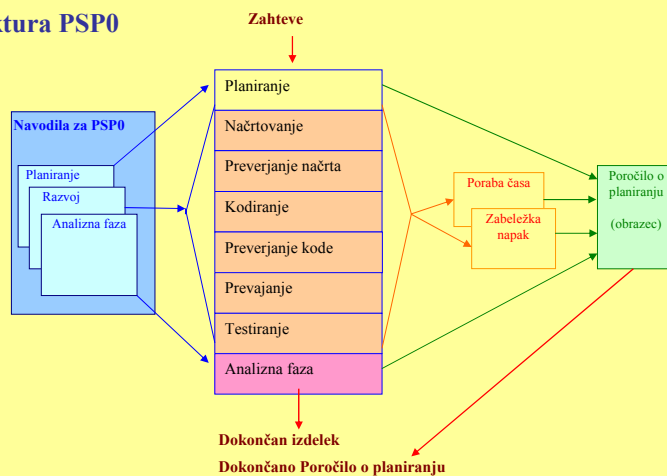 ktura PSP0
Zahteve
Navodila za PSP0
Planiranje
Razvoj
Analizna faza
Planiranje
Načrtovanje
Preverjanje načrta
Kodiranje
Preverjanje kode
Prevajanje
Testiranje
Analizna faza
Poraba časa
Zabeležka
napak
Poročilo o
planiranju
(obrazec)
Dokončan izdelek
Dokončano Poročilo o planiranju